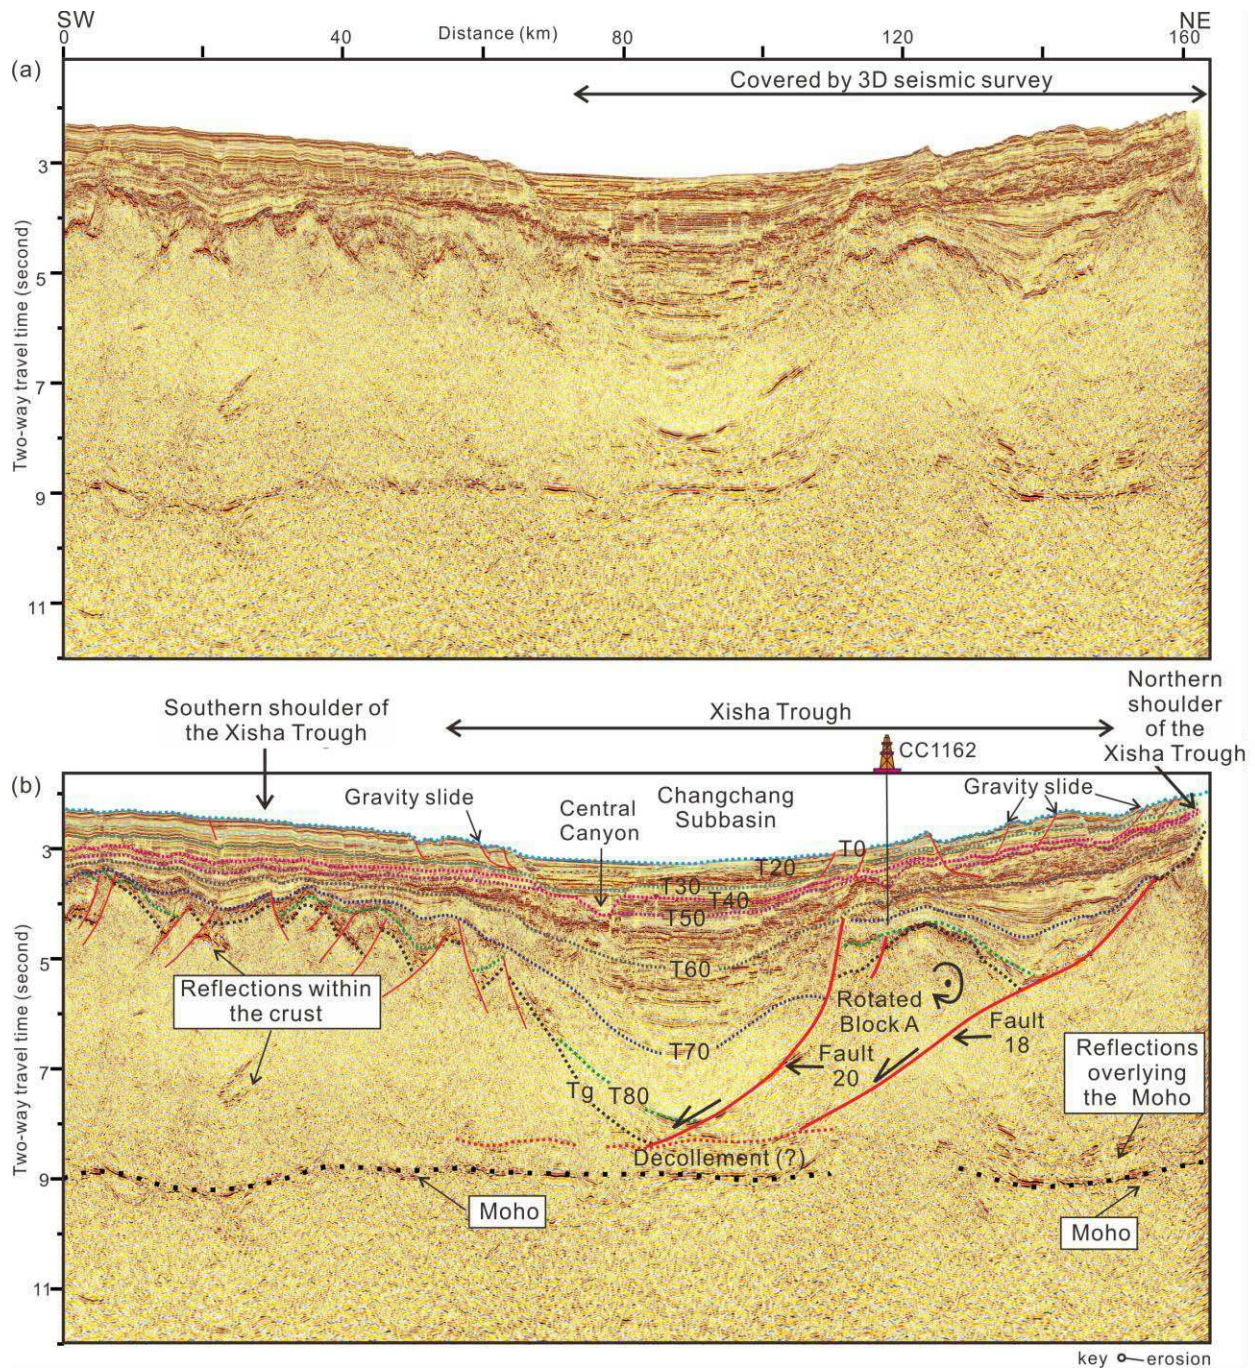 SW
NE
0
40
Distance (km)
80
120
160
(a)
Covered by 3D seismic survey
3
5
7
9
11
Two-way travel time (second)
Southern shoulder of
the Xisha Trough
Xisha Trough
Northern
shoulder
of the
Xisha Trough
CC1162
(b)
Gravity slide
Central
Canyon
Changchang
Subbasin
Gravity slide
T0
T20
T30
T40
T50
T60
T70
T80
Tg
3
5
7
9
11
Two-way travel time (second)
Reflections within
the crust
Rotated
Block A
Fault
18
Fault
20
Reflections
overlying
the Moho
Decollement (?)
Moho
Moho
key erosion